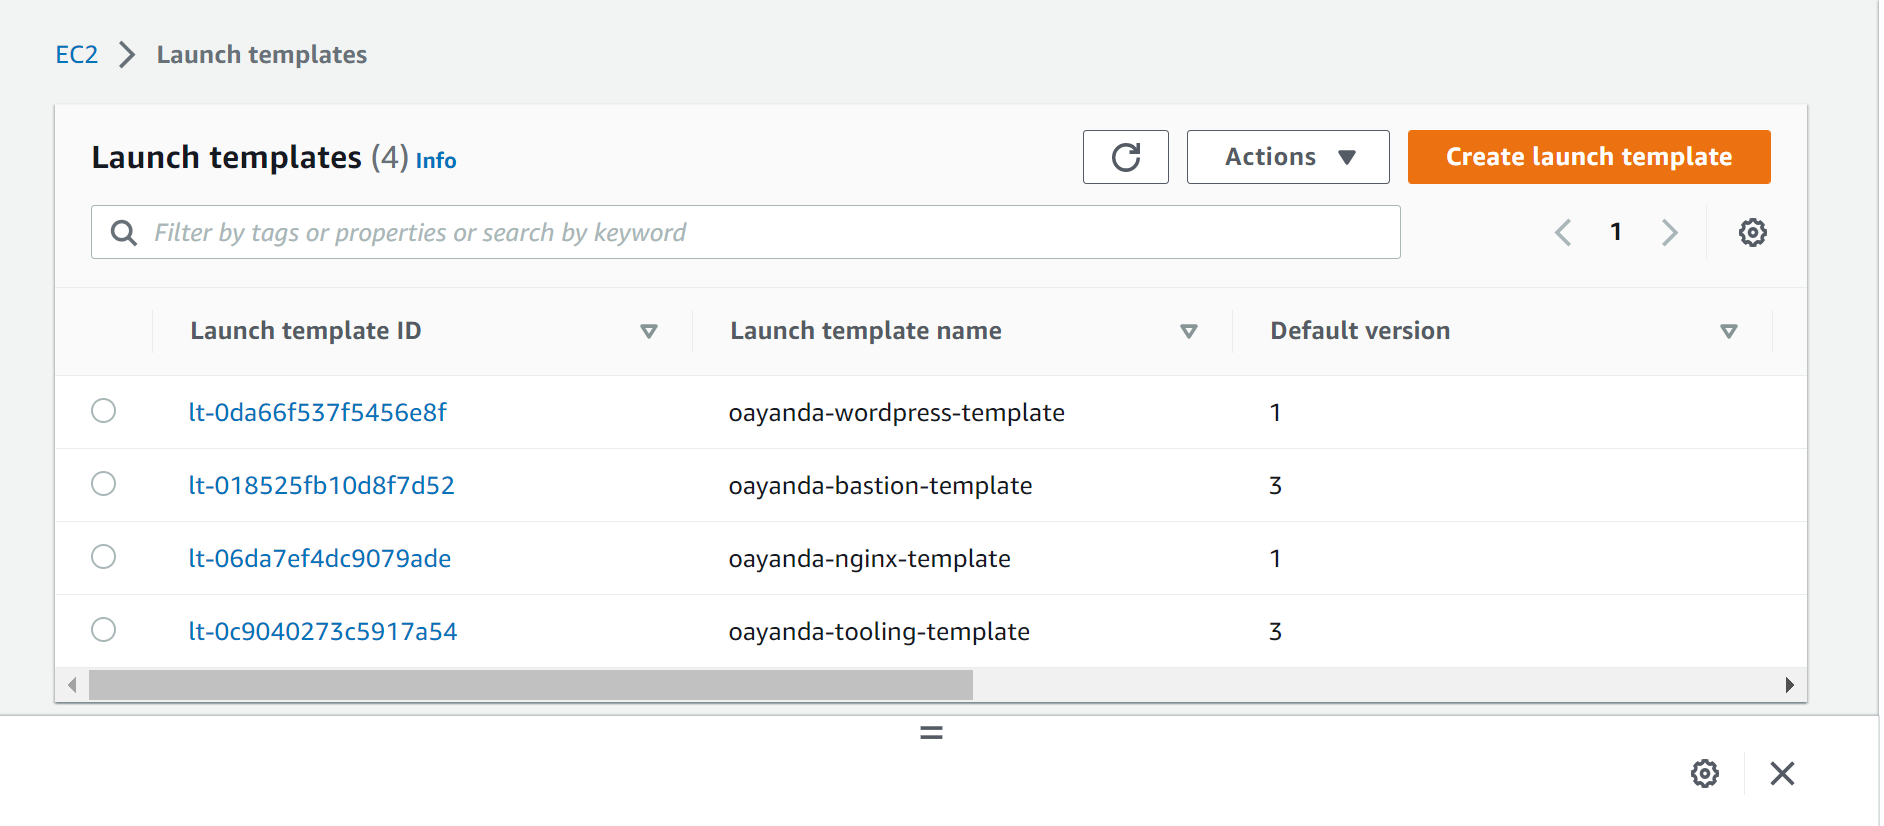 EC2 Launch templates
Launch templates (4) Info
Actions
Create launch template
Filter by tags or properties or search by keyword
1
Launch template ID Launch template name Default version
lt-0da66f537f5456e8f oayanda-wordpress-template 1
lt-018525fb10d8f7d52 oayanda-bastion-template 3
lt-06da7ef4dc9079ade oayanda-nginx-template 1
lt-0c9040273c5917a54 oayanda-tooling-template 3